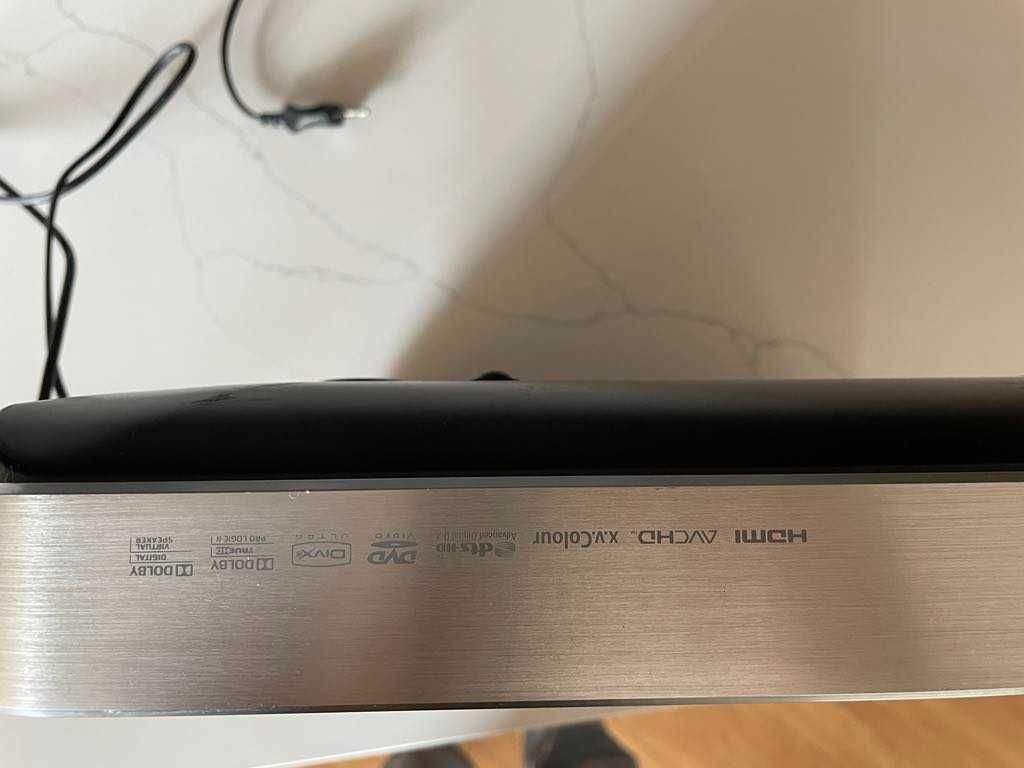 HDMI
AVCHD.
x.v.Colour
dts-HD
Advanced Digital Out
DVD
VIDEO
DIVX
ULTRA
DOLBY
TRUEHD
PRO LOGIC II
DOLBY
DIGITAL
VIRTUAL
SPEAKER